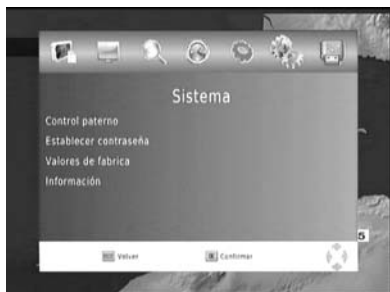 Sistema
Control paterno
Establecer contraseña
Valores de fabrica
Información
Volver Confirmar
5